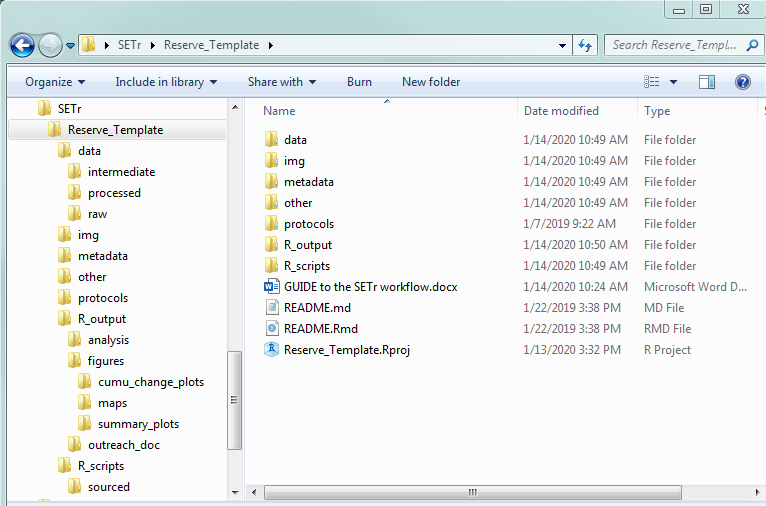 SETr Reserve_Template Search Reserve_Templ...
Organize Include in library Share with Burn New folder
SETr
Reserve_Template
data
intermediate
processed
raw
img
metadata
other
protocols
R_output
analysis
figures
cumu_change_plots
maps
summary_plots
outreach_doc
R_scripts
sourced
Name Date modified Type
data 1/14/2020 10:49 AM File folder
img 1/14/2020 10:49 AM File folder
metadata 1/14/2020 10:49 AM File folder
other 1/14/2020 10:49 AM File folder
protocols 1/7/2019 9:22 AM File folder
R_output 1/14/2020 10:50 AM File folder
R_scripts 1/14/2020 10:49 AM File folder
GUIDE to the SETr workflow.docx 1/14/2020 10:24 AM Microsoft Word D...
README.md 1/22/2019 3:38 PM MD File
README.Rmd 1/22/2019 3:38 PM RMD File
Reserve_Template.Rproj 1/13/2020 3:32 PM R Project